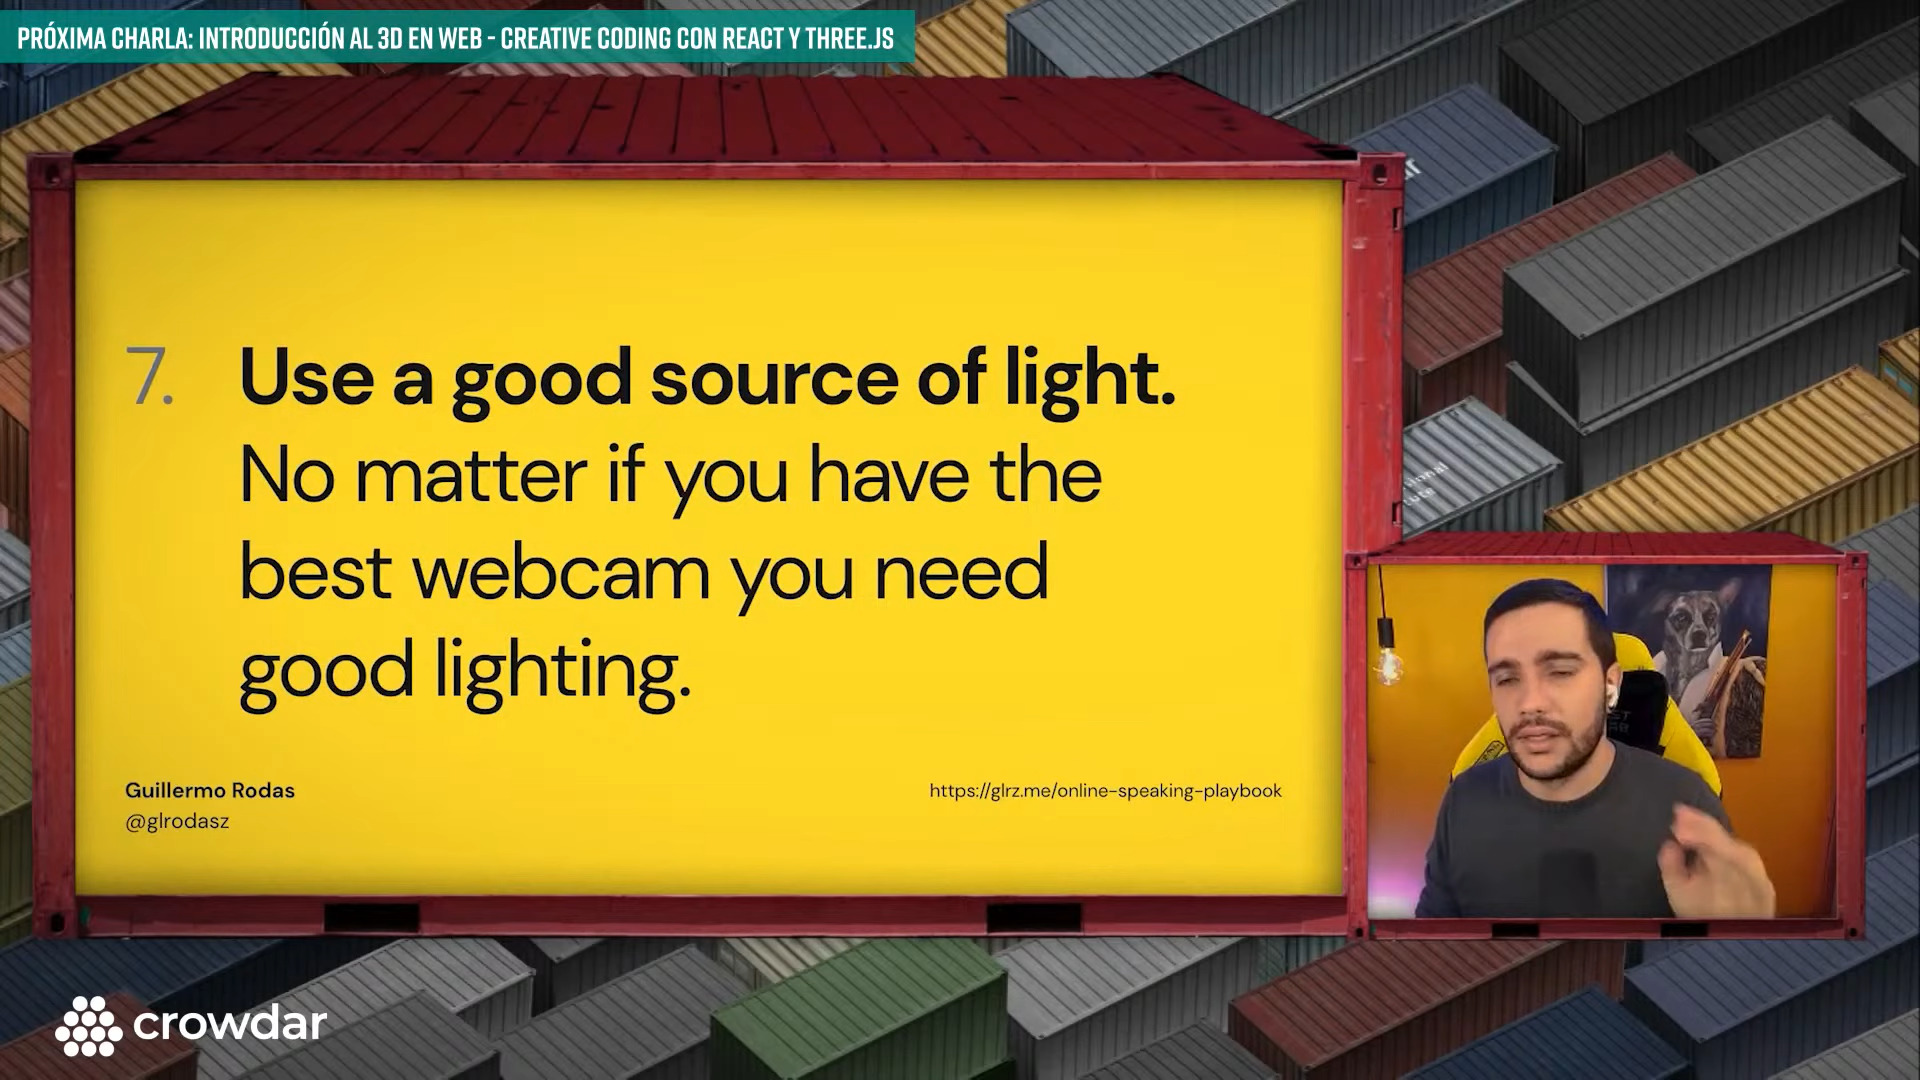 PRÓXIMA CHARLA: INTRODUCCIÓN AL 3D EN WEB - CREATIVE CODING CON REACT Y THREE.JS
7. Use a good source of light.
No matter if you have the
best webcam you need
good lighting.
Guillermo Rodas
@glrodasz
https://glrz.me/online-speaking-playbook
crowdar